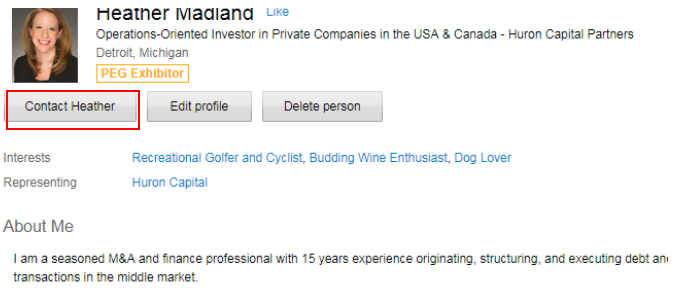 Heather Madland Like
Operations-Oriented Investor in Private Companies in the USA & Canada - Huron Capital Partners
Detroit, Michigan
PEG Exhibitor
Contact Heather Edit profile Delete person
Interests Recreational Golfer and Cyclist, Budding Wine Enthusiast, Dog Lover
Representing Huron Capital
About Me
I am a seasoned M&A and finance professional with 15 years experience originating, structuring, and executing debt an
transactions in the middle market.